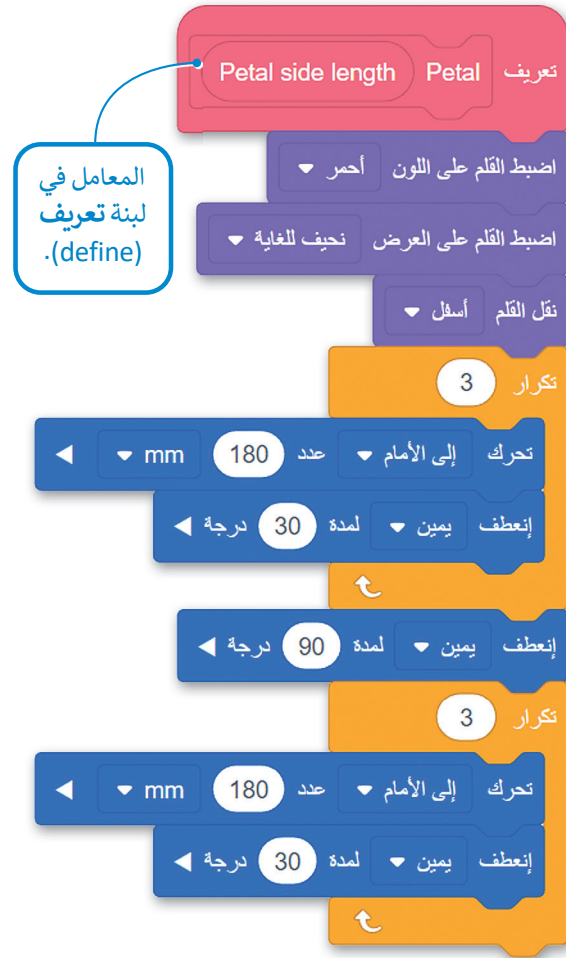 تعريف Petal Petal side length
المعامل في
لبنة تعريف
(define).
اضبط القلم على اللون أحمر
اضبط القلم على العرض نحيف للغاية
نقل القلم أسفل
تكرار 3
تحرك إلى الأمام عدد 180 mm
إنعطف يمين لمدة 30 درجة
إنعطف يمين لمدة 90 درجة
تكرار 3
تحرك إلى الأمام عدد 180 mm
إنعطف يمين لمدة 30 درجة